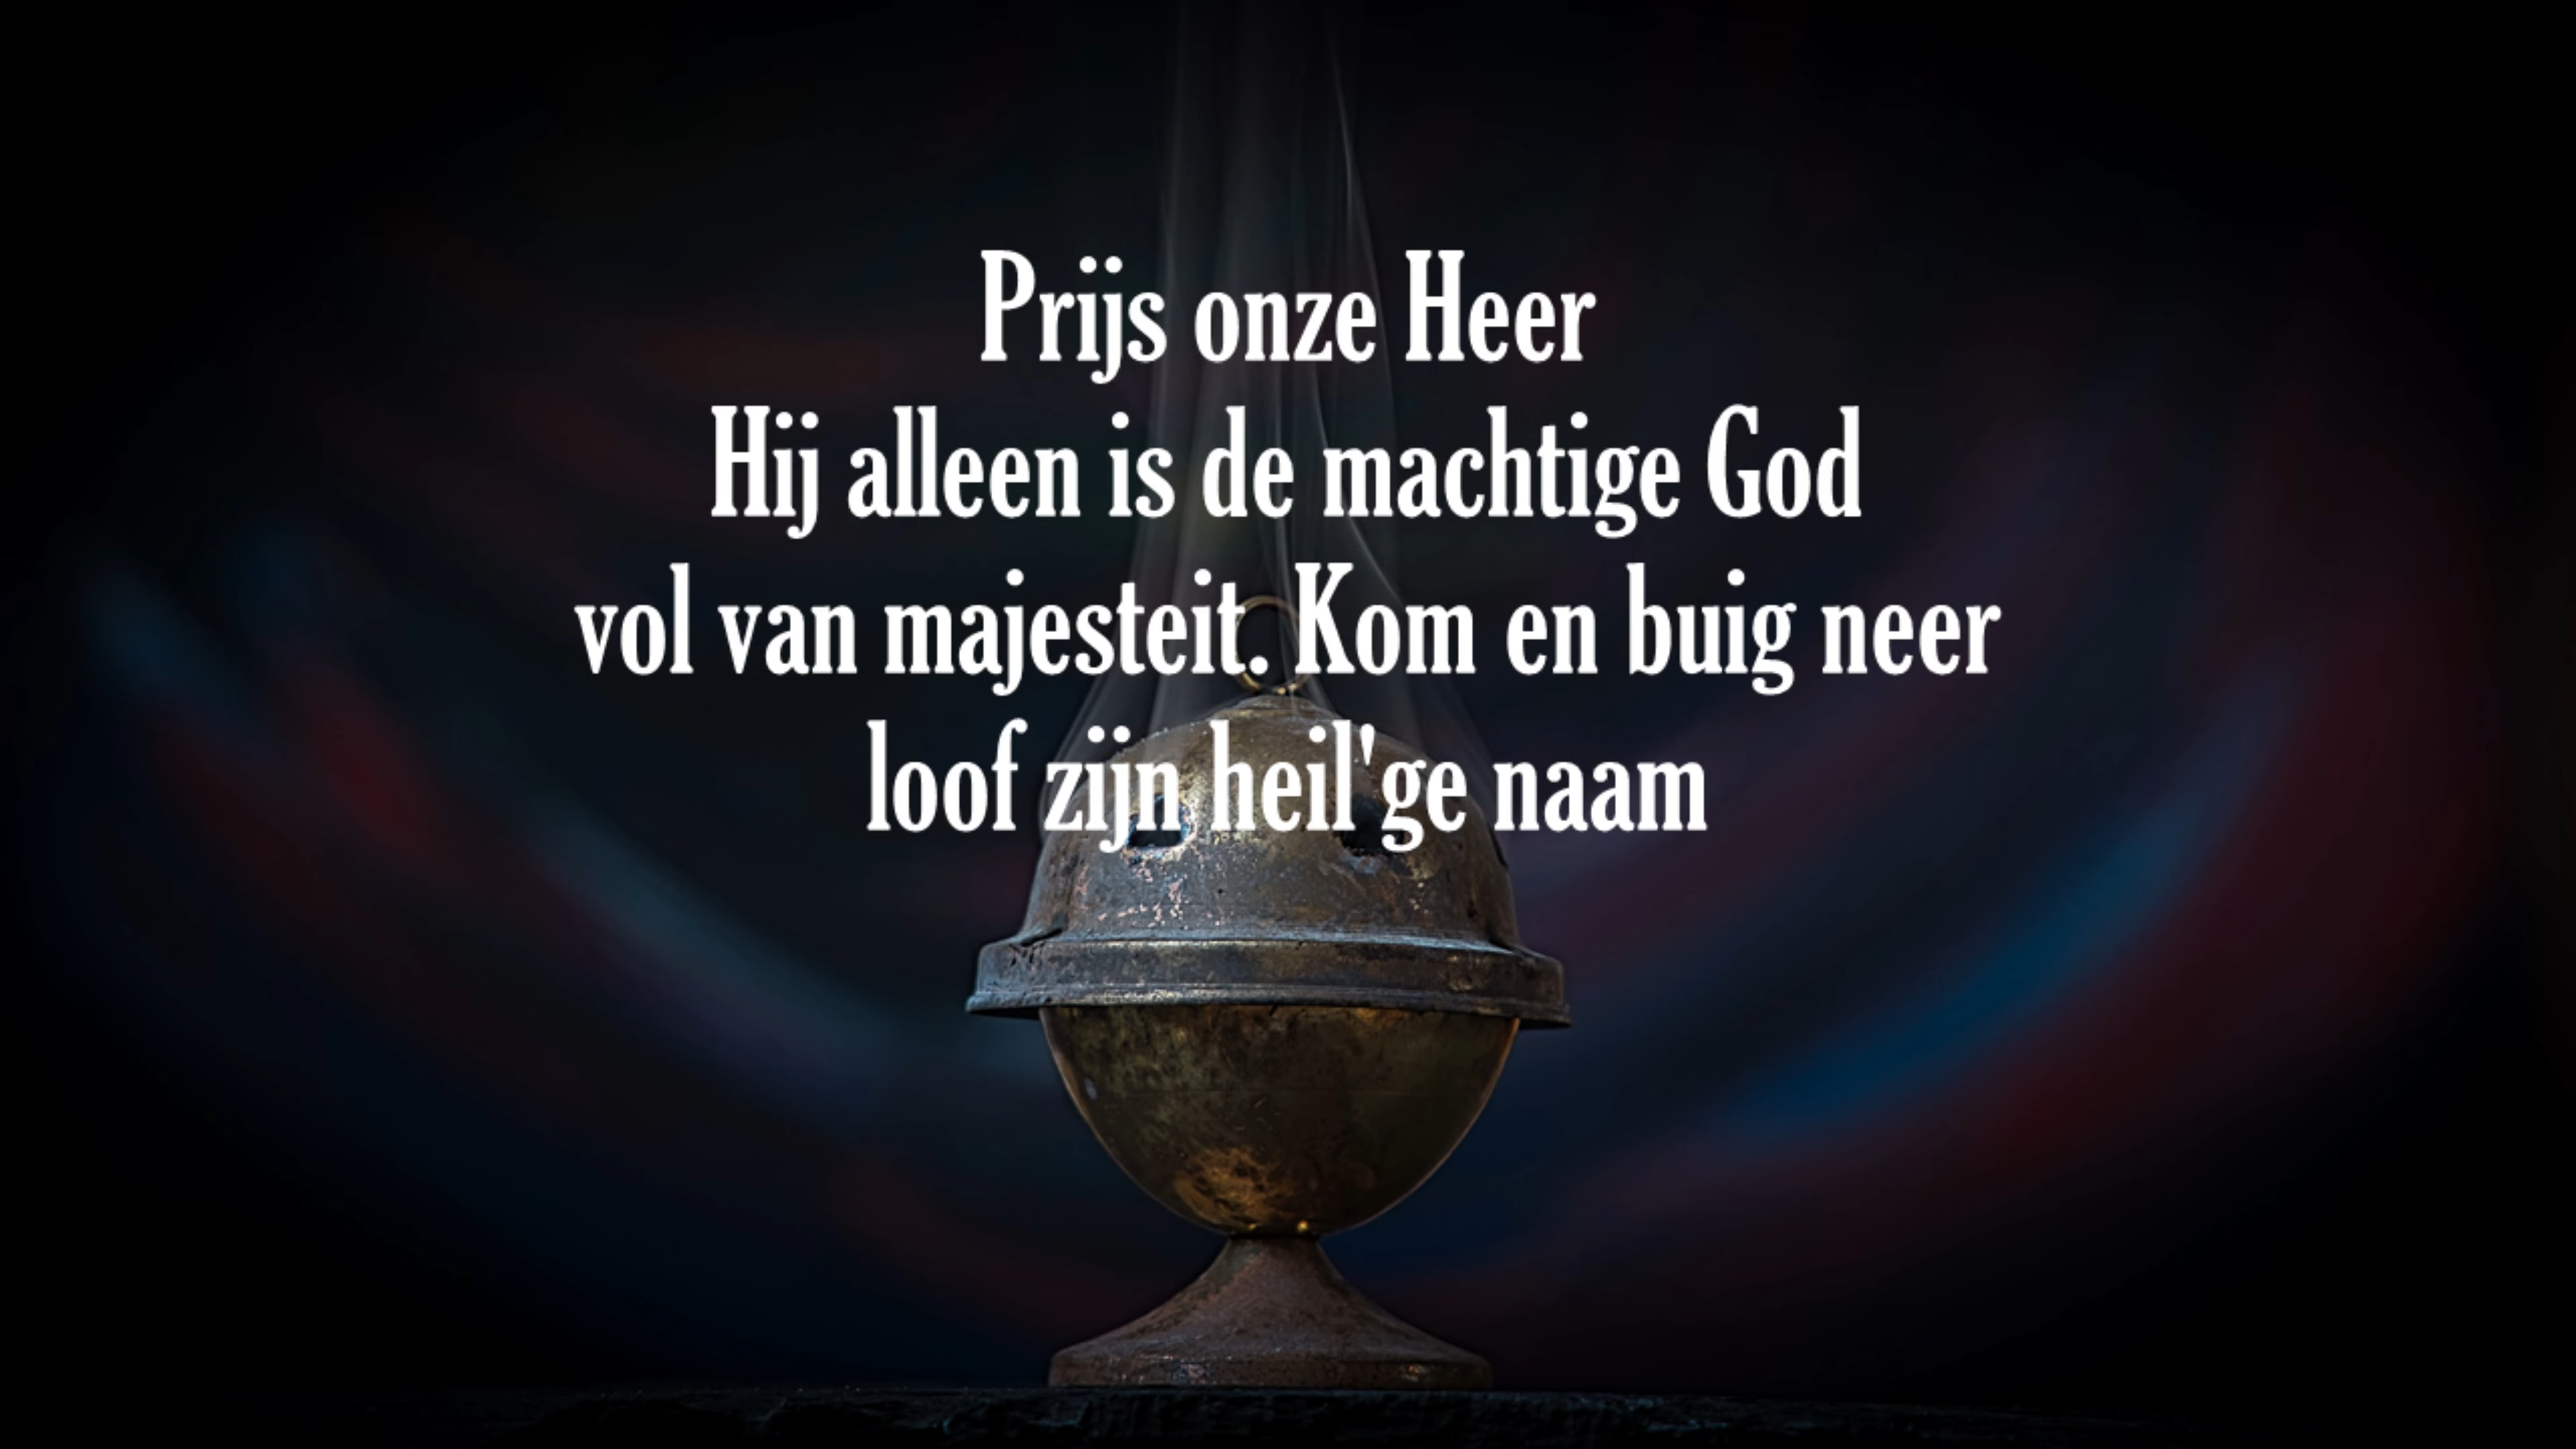 Prijs onze Heer
Hij alleen is de machtige God
vol van majesteit. Kom en buig neer
loof zijn heil'ge naam